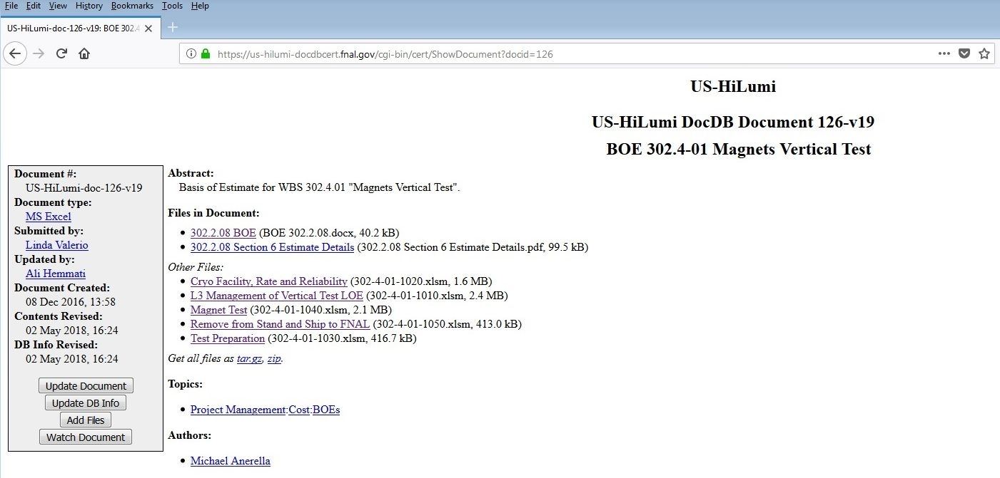 File Edit View History Bookmarks Tools Help
US-HiLumi-doc-126-v19: BOE 302.4
https://us-hilumi-docdbcert.fnal.gov/cgi-bin/cert/ShowDocument?docid=126
US-HiLumi
US-HiLumi DocDB Document 126-v19
BOE 302.4-01 Magnets Vertical Test
Document #:
US-HiLumi-doc-126-v19
Document type:
MS Excel
Submitted by:
Linda Valerio
Updated by:
Ali Hemmati
Document Created:
08 Dec 2016, 13:58
Contents Revised:
02 May 2018, 16:24
DB Info Revised:
02 May 2018, 16:24
Update Document
Update DB Info
Add Files
Watch Document
Abstract:
Basis of Estimate for WBS 302.4.01 "Magnets Vertical Test".
Files in Document:
• 302.2.08 BOE (BOE 302.2.08.docx, 40.2 kB)
• 302.2.08 Section 6 Estimate Details (302.2.08 Section 6 Estimate Details.pdf, 99.5 kB)
Other Files:
• Cryo Facility, Rate and Reliability (302-4-01-1020.xlsm, 1.6 MB)
• L3 Management of Vertical Test LOE (302-4-01-1010.xlsm, 2.4 MB)
• Magnet Test (302-4-01-1040.xlsm, 2.1 MB)
• Remove from Stand and Ship to FNAL (302-4-01-1050.xlsm, 413.0 kB)
• Test Preparation (302-4-01-1030.xlsm, 416.7 kB)
Get all files as tar.gz, zip.
Topics:
• Project Management:Cost:BOEs
Authors:
• Michael Anerella